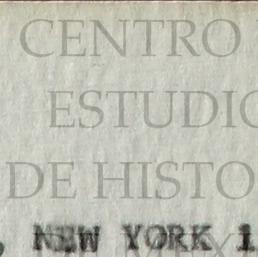 CENTRO
ESTUDIO
DE HISTO
, NEW YORK 1